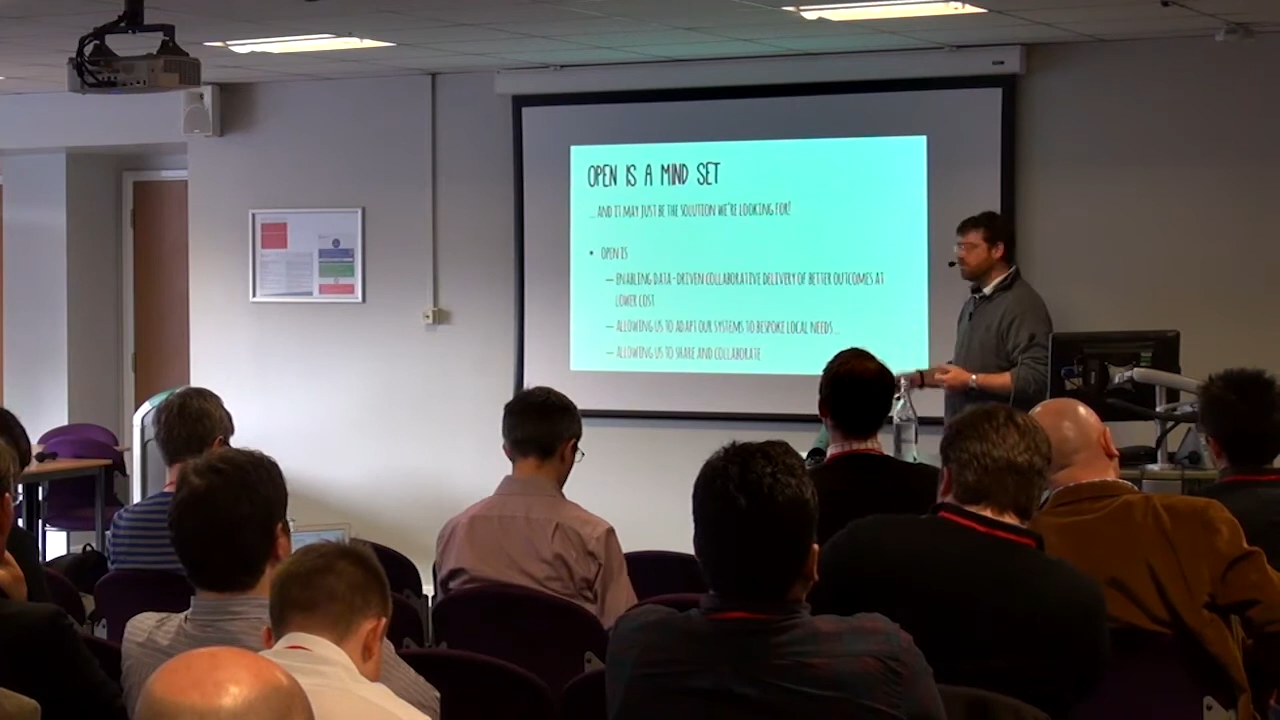 OPEN IS A MIND SET
... AND IT MAY JUST BE THE SOLUTION WE'RE LOOKING FOR!
• OPEN IS
– ENABLING DATA-DRIVEN COLLABORATIVE DELIVERY OF BETTER OUTCOMES AT
LOWER COST
– ALLOWING US TO ADAPT OUR SYSTEMS TO BESPOKE LOCAL NEEDS ...
– ALLOWING US TO SHARE AND COLLABORATE